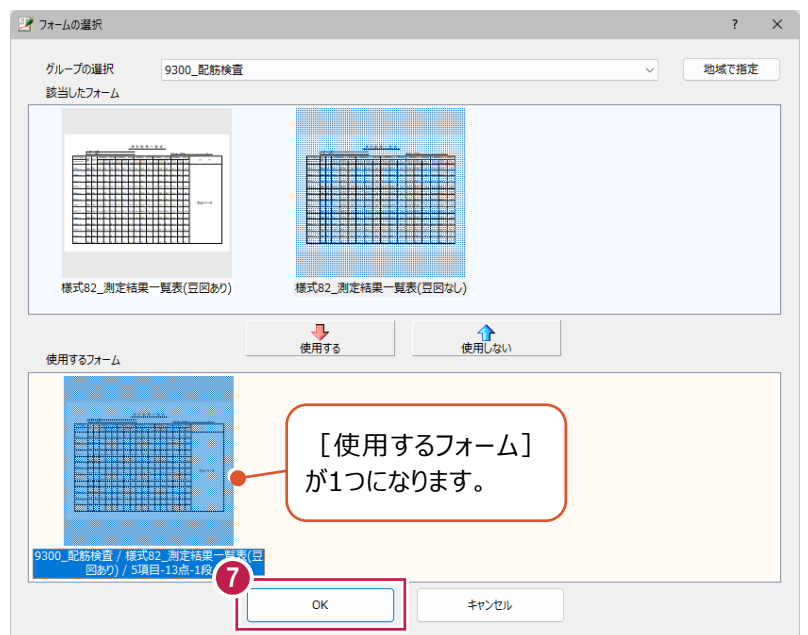 フォームの選択
? ×
グループの選択 9300_配筋検査 地域で指定
該当したフォーム
様式82_測定結果一覧表(豆図あり)
様式82_測定結果一覧表(豆図なし)
使用する
使用しない
使用するフォーム
［使用するフォーム］
が1つになります。
9300_配筋検査 / 様式82_測定結果一覧表(豆
図あり) / 5項目-13点-1段
7
OK
キャンセル